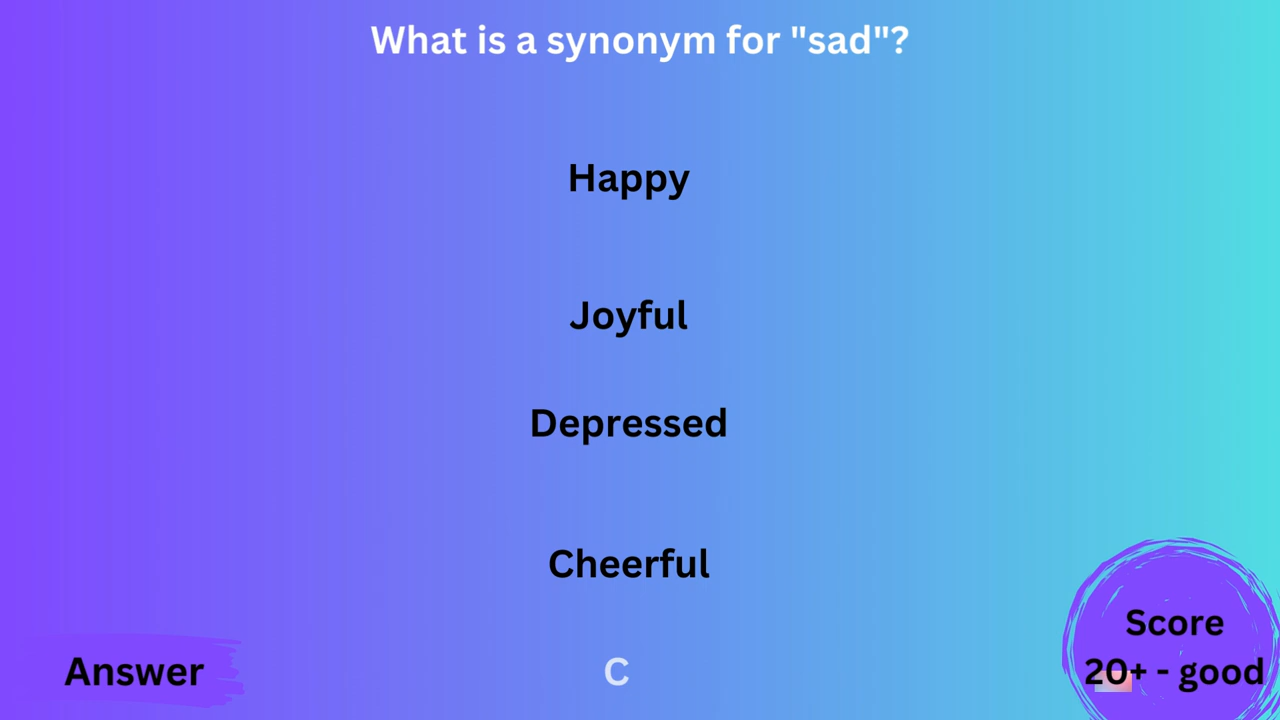 What is a synonym for "sad"?
Happy
Joyful
Depressed
Cheerful
Answer
C
Score
20+ - good